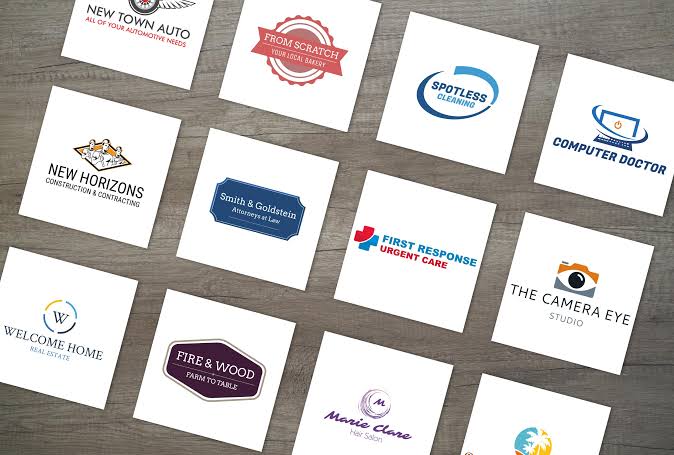 NEW TOWN AUTO
ALL OF YOUR AUTOMOTIVE NEEDS
FROM SCRATCH
YOUR LOCAL BAKERY
SPOTLESS
CLEANING
COMPUTER DOCTOR
NEW HORIZONS
CONSTRUCTION & CONTRACTING
Smith & Goldstein
Attorneys at Law
FIRST RESPONSE
URGENT CARE
THE CAMERA EYE
STUDIO
W
WELCOME HOME
REAL ESTATE
FIRE & WOOD
FARM TO TABLE
M
Marie Clare
Hair Salon